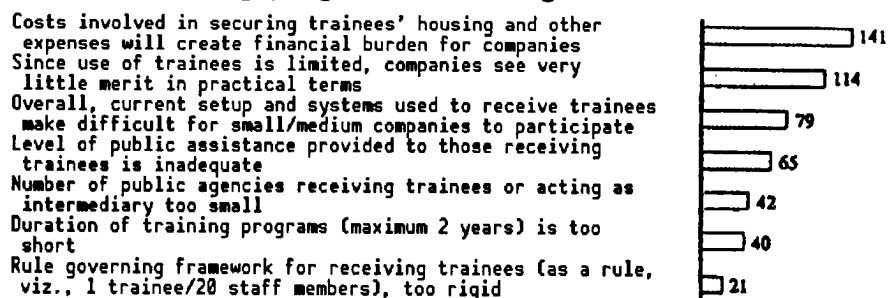 Costs involved in securing trainees' housing and other
expenses will create financial burden for companies 141
Since use of trainees is limited, companies see very
little merit in practical terms 114
Overall, current setup and systems used to receive trainees
make difficult for small/medium companies to participate 79
Level of public assistance provided to those receiving
trainees is inadequate 65
Number of public agencies receiving trainees or acting as
intermediary too small 42
Duration of training programs (maximum 2 years) is too
short 40
Rule governing framework for receiving trainees (as a rule,
viz., 1 trainee/20 staff members), too rigid 21